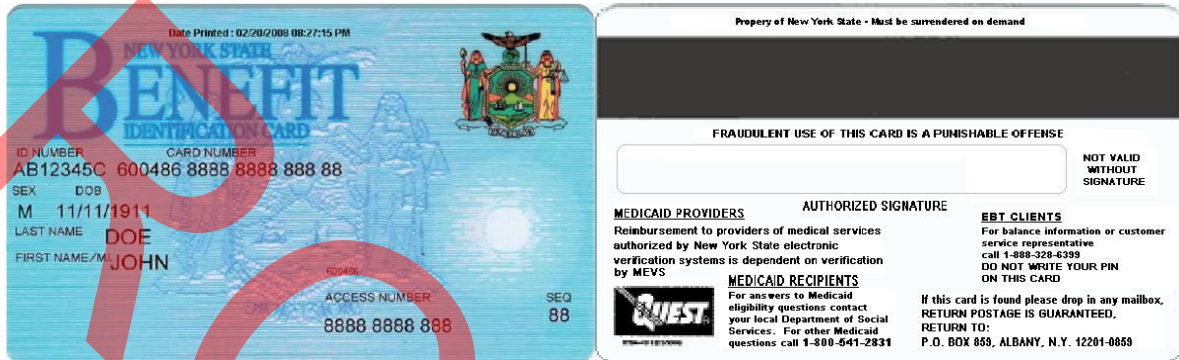 Date Printed : 02/20/2008 08:27:15 PM
NEW YORK STATE
BENEFIT
IDENTIFICATION CARD
ID NUMBER CARD NUMBER
AB12345C 600486 8888 8888 888 88
SEX DOB
M 11/11/1911
LAST NAME DOE
FIRST NAME/M.I. JOHN
600486
ACCESS NUMBER SEQ
8888 8888 888 88
EXCELSIOR
Propery of New York State - Must be surrendered on demand
FRAUDULENT USE OF THIS CARD IS A PUNISHABLE OFFENSE
NOT VALID
WITHOUT
SIGNATURE
AUTHORIZED SIGNATURE
MEDICAID PROVIDERS
Reimbursement to providers of medical services
authorized by New York State electronic
verification systems is dependent on verification
by MEVS
MEDICAID RECIPIENTS
For answers to Medicaid
eligibility questions contact
your local Department of Social
Services. For other Medicaid
questions call 1-800-541-2831
QUEST
EBT CLIENTS
For balance information or customer
service representative
call 1-888-328-6399
DO NOT WRITE YOUR PIN
ON THIS CARD
If this card is found please drop in any mailbox,
RETURN POSTAGE IS GUARANTEED,
RETURN TO:
P.O. BOX 859, ALBANY, N.Y. 12201-0859